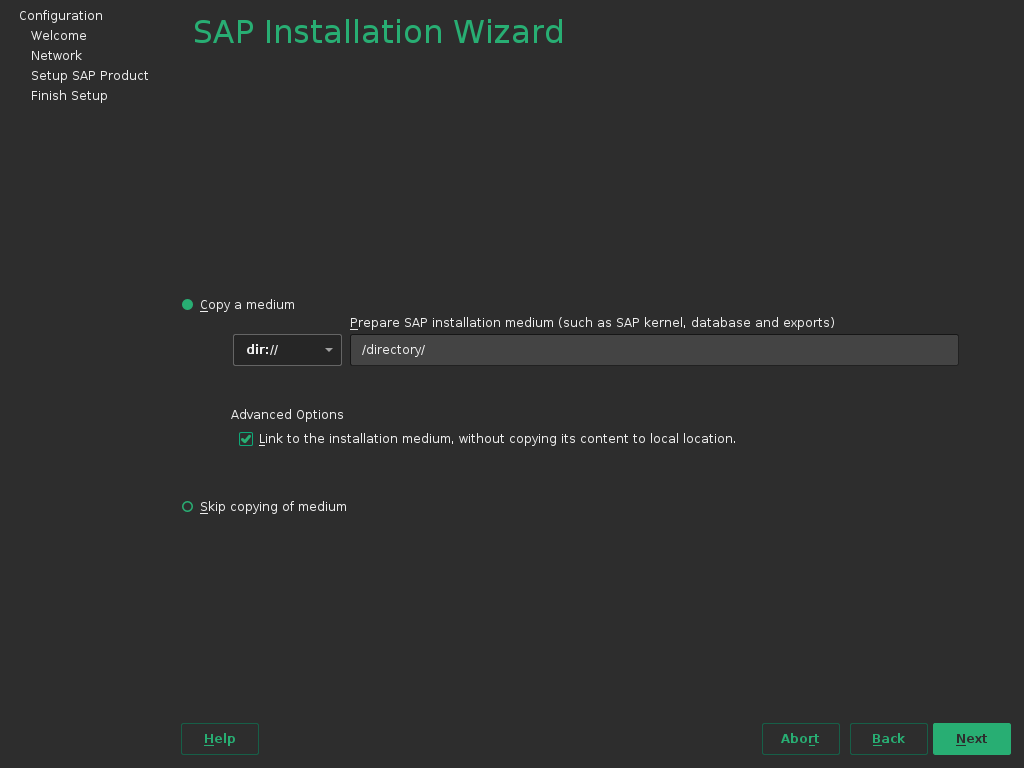 Configuration
Welcome
Network
Setup SAP Product
Finish Setup
SAP Installation Wizard
Copy a medium
Prepare SAP installation medium (such as SAP kernel, database and exports)
dir://
/directory/
Advanced Options
Link to the installation medium, without copying its content to local location.
Skip copying of medium
Help
Abort
Back
Next